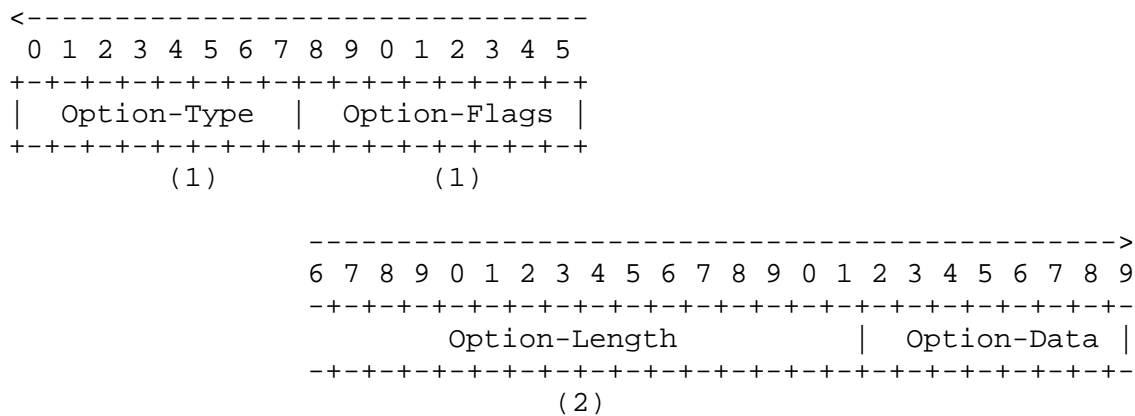 <--------------------------------
 0 1 2 3 4 5 6 7 8 9 0 1 2 3 4 5
+-+-+-+-+-+-+-+-+-+-+-+-+-+-+-+-+
|  Option-Type  |  Option-Flags |
+-+-+-+-+-+-+-+-+-+-+-+-+-+-+-+-+
         (1)            (1)
                 ---------------------------------------------->
                 6 7 8 9 0 1 2 3 4 5 6 7 8 9 0 1 2 3 4 5 6 7 8 9
                 -+-+-+-+-+-+-+-+-+-+-+-+-+-+-+-+-+-+-+-+-+-+-+-
                         Option-Length          |  Option-Data |
                 -+-+-+-+-+-+-+-+-+-+-+-+-+-+-+-+-+-+-+-+-+-+-+-
                               (2)